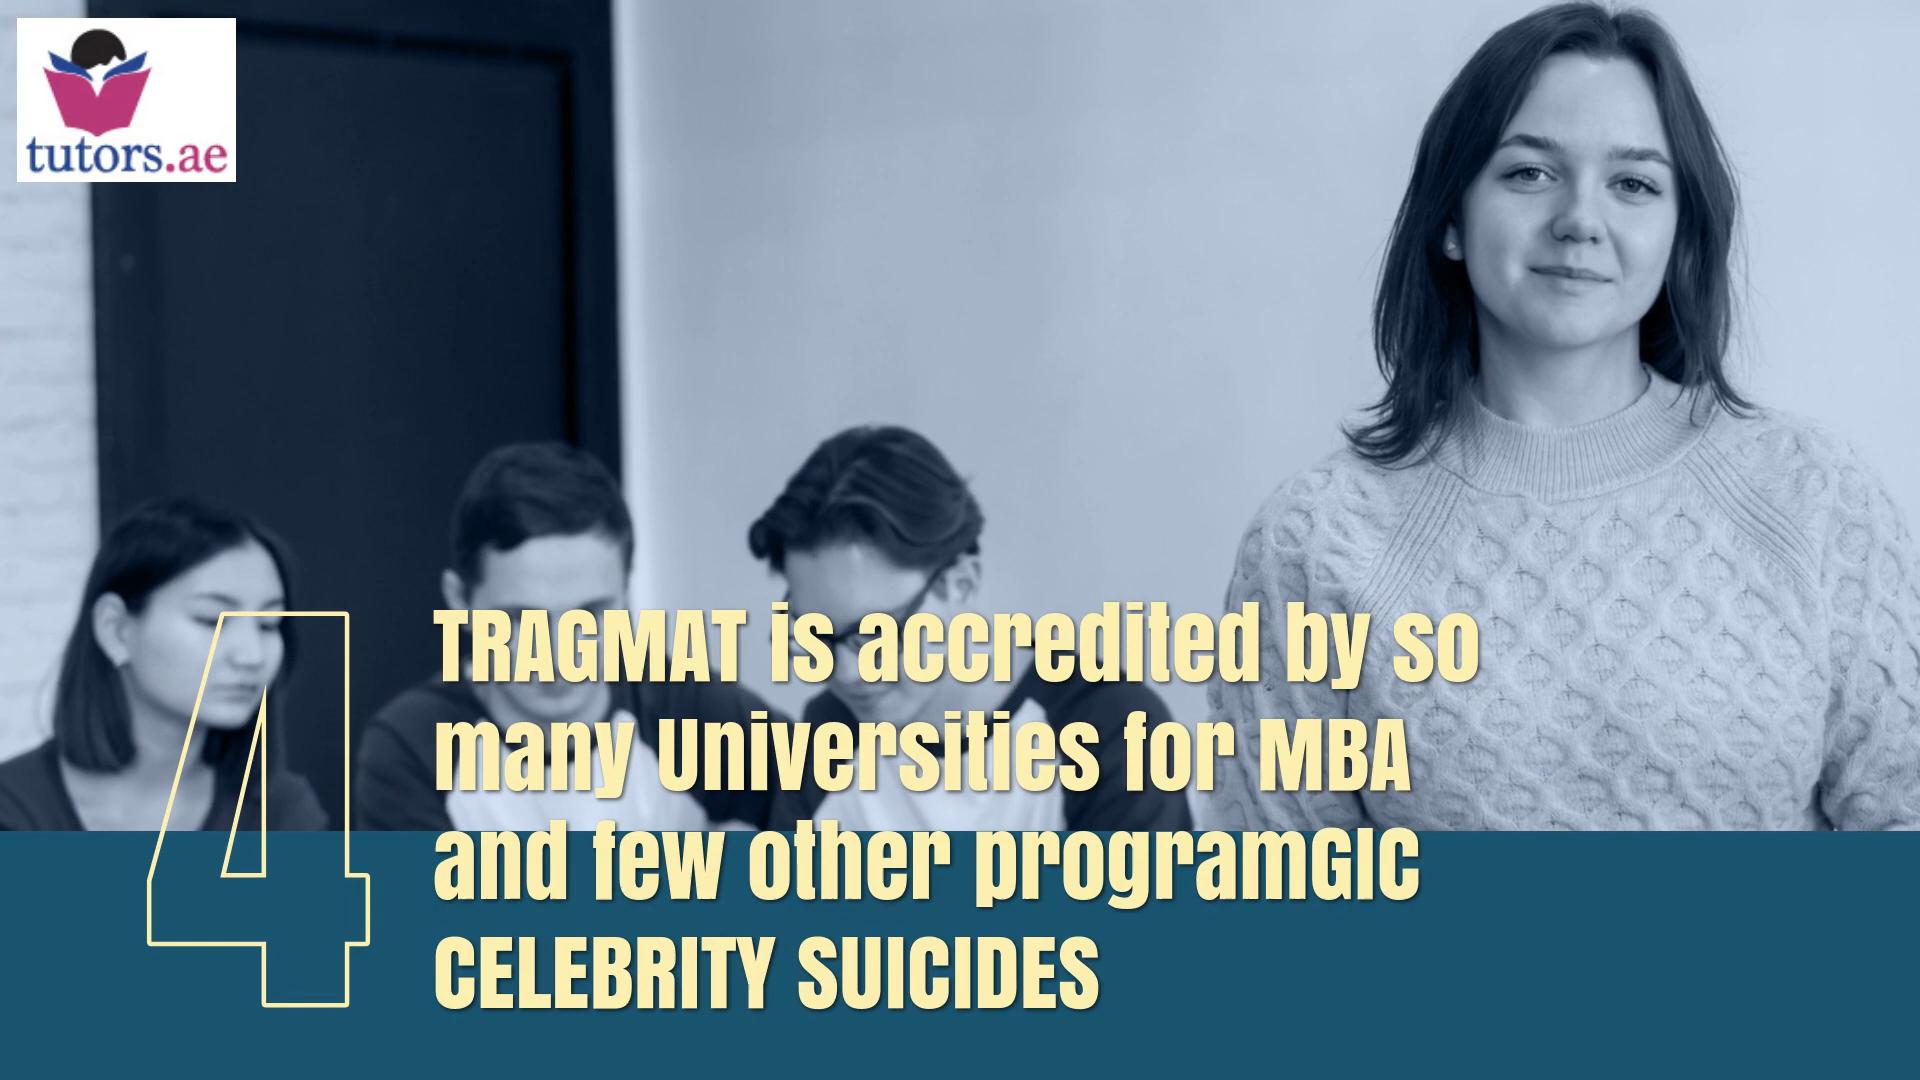 tutors.ae
4
TRAGMAT is accredited by so
many Universities for MBA
and few other programGIC
CELEBRITY SUICIDES